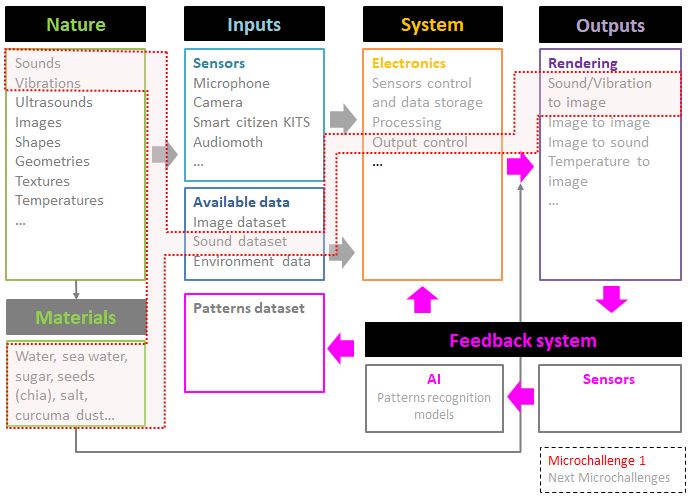 Nature
Inputs
System
Outputs
Sounds
Vibrations
Ultrasounds
Images
Shapes
Geometries
Textures
Temperatures
...
Sensors
Microphone
Camera
Smart citizen KITS
Audiomoth
...
Available data
Image dataset
Sound dataset
Environment data
Electronics
Sensors control
and data storage
Processing
Output control
...
Rendering
Sound/Vibration
to image
Image to image
Image to sound
Temperature to
image
...
Materials
Water, sea water,
sugar, seeds
(chia), salt,
curcuma dust...
Patterns dataset
Feedback system
AI
Patterns recognition
models
Sensors
Microchallenge 1
Next Microchallenges